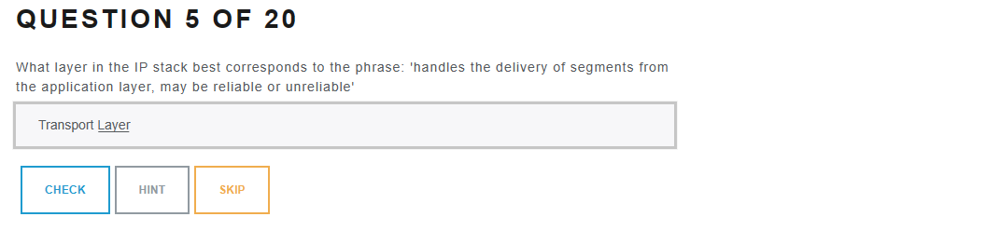 QUESTION 5 OF 20
What layer in the IP stack best corresponds to the phrase: 'handles the delivery of segments from
the application layer, may be reliable or unreliable'
Transport Layer
CHECK HINT SKIP